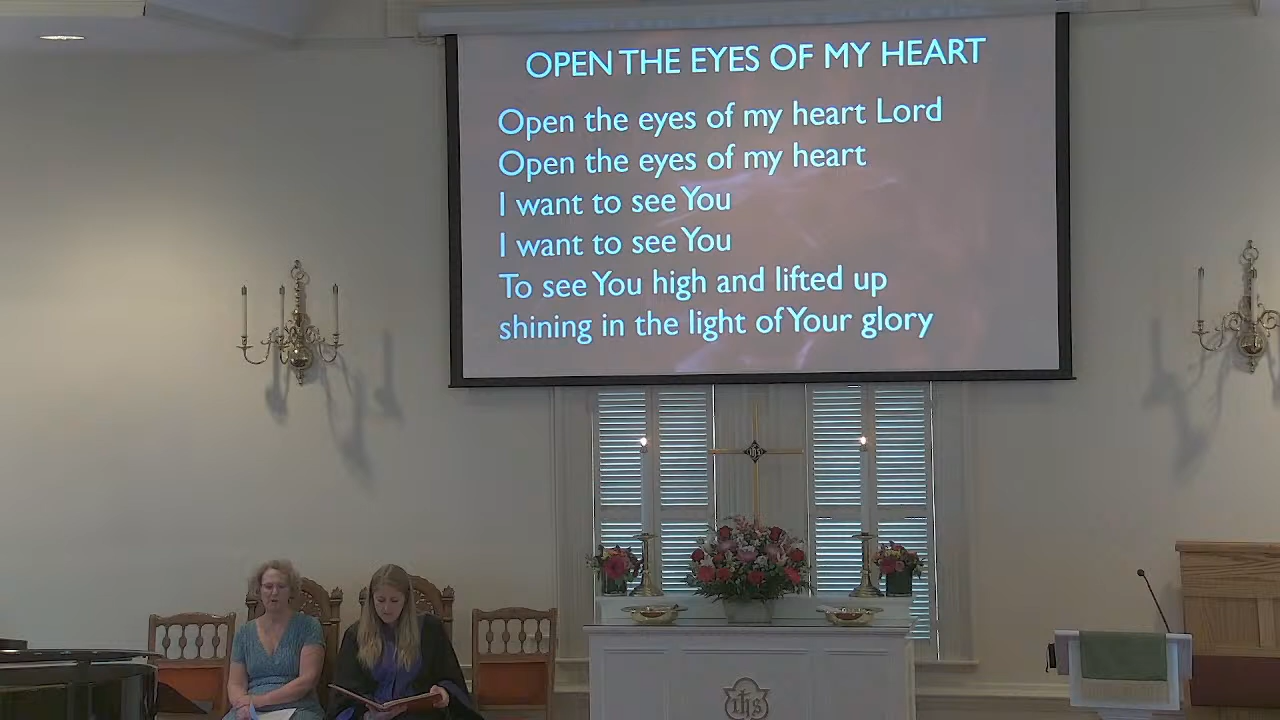 OPEN THE EYES OF MY HEART
Open the eyes of my heart Lord
Open the eyes of my heart
I want to see You
I want to see You
To see You high and lifted up
shining in the light of Your glory
ihs
ihs